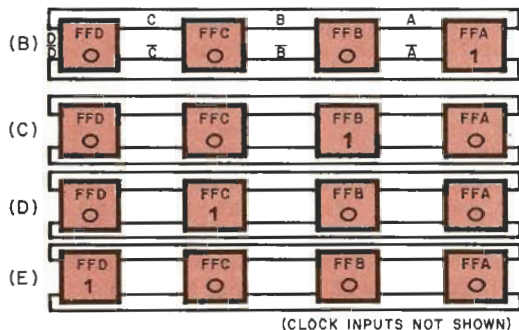 C B A
(B) FFD FFC FFB FFA
D 0 0 0 1
D̅ C̅ B̅ A̅
(C) FFD FFC FFB FFA
0 0 1 0
(D) FFD FFC FFB FFA
0 1 0 0
(E) FFD FFC FFB FFA
1 0 0 0
(CLOCK INPUTS NOT SHOWN)